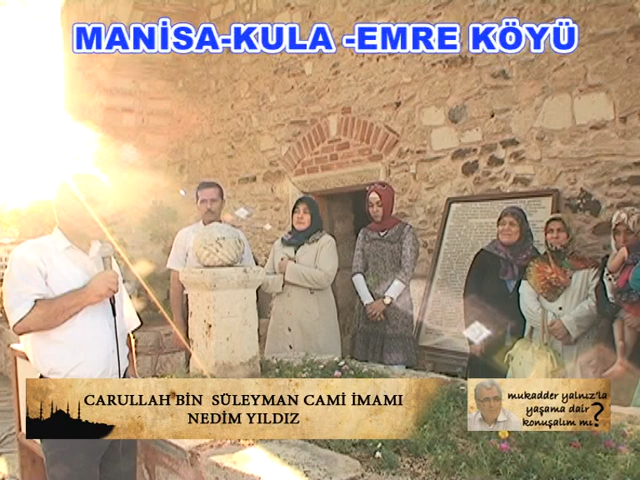 MANİSA-KULA -EMRE KÖYÜ
CARULLAH BİN SÜLEYMAN CAMİ İMAMI
NEDİM YILDIZ
mukadder yalnız'la
yaşama dair
konuşalım mı?